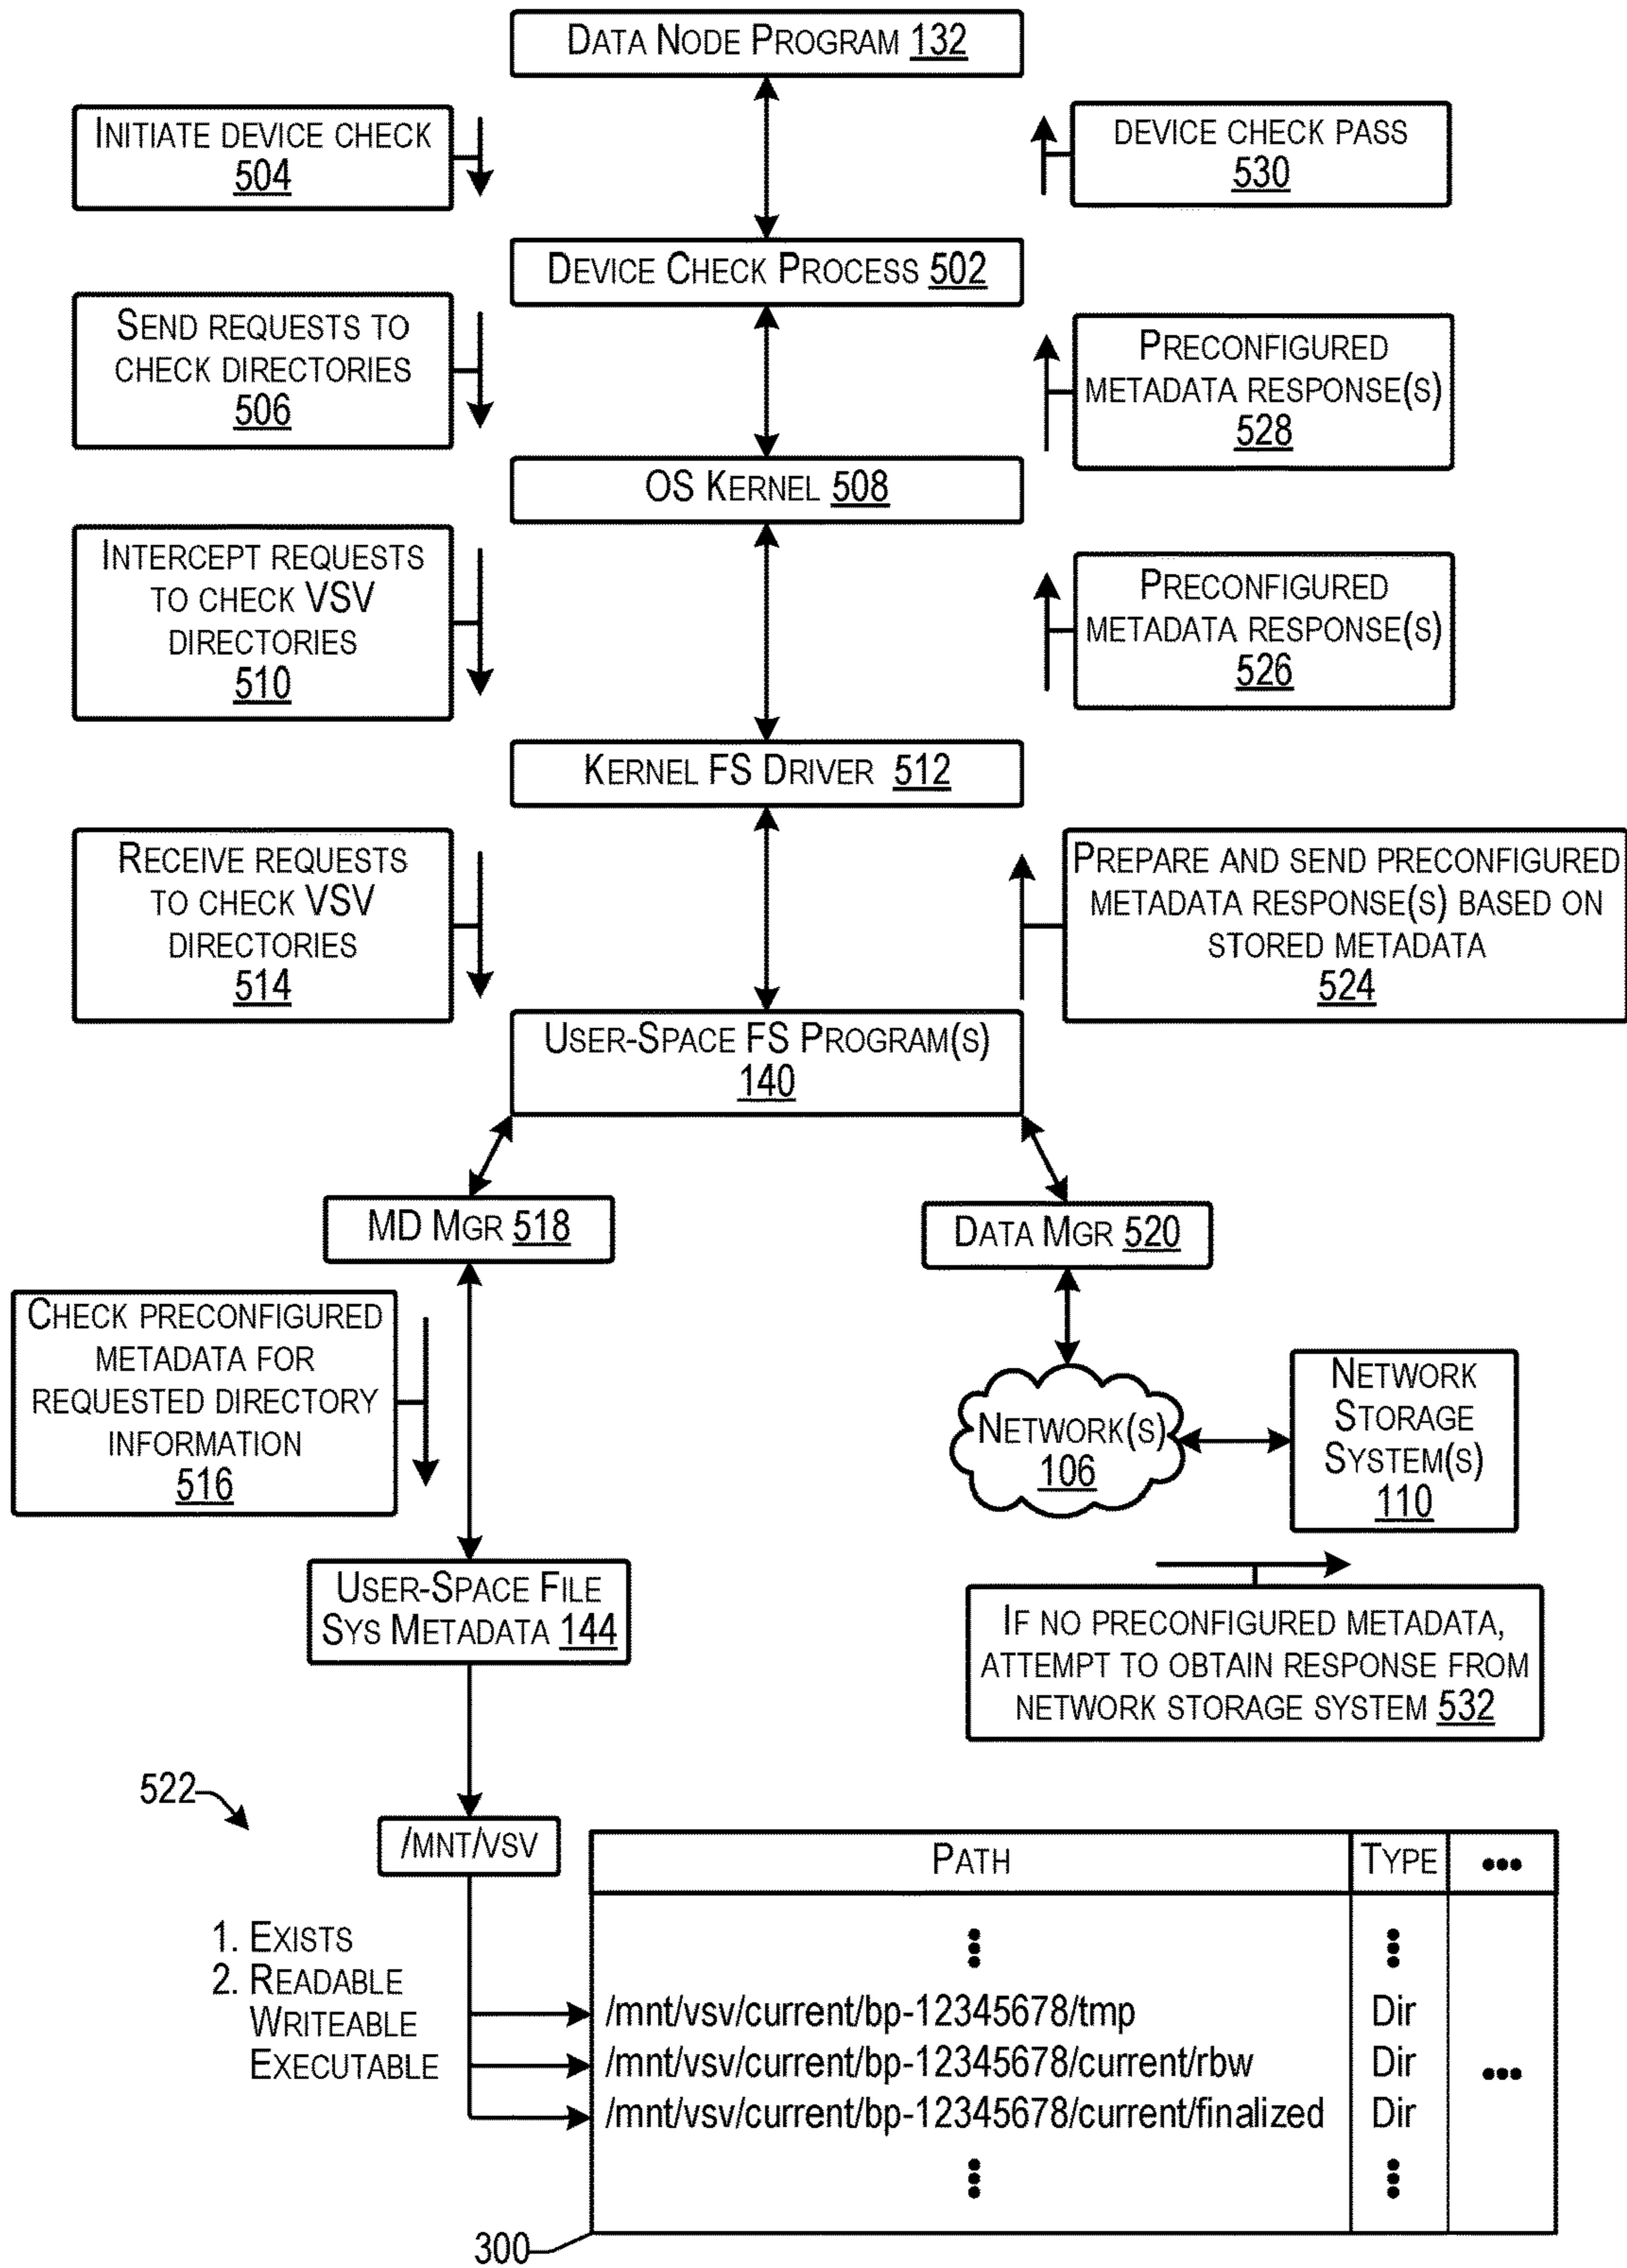 DATA NODE PROGRAM 132
INITIATE DEVICE CHECK
504
DEVICE CHECK PASS
530
DEVICE CHECK PROCESS 502
SEND REQUESTS TO
CHECK DIRECTORIES
506
PRECONFIGURED
METADATA RESPONSE(S)
528
OS KERNEL 508
INTERCEPT REQUESTS
TO CHECK VSV
DIRECTORIES
510
PRECONFIGURED
METADATA RESPONSE(S)
526
KERNEL FS DRIVER 512
RECEIVE REQUESTS
TO CHECK VSV
DIRECTORIES
514
PREPARE AND SEND PRECONFIGURED
METADATA RESPONSE(S) BASED ON
STORED METADATA
524
USER-SPACE FS PROGRAM(S)
140
MD MGR 518
DATA MGR 520
CHECK PRECONFIGURED
METADATA FOR
REQUESTED DIRECTORY
INFORMATION
516
NETWORK(S)
106
NETWORK
STORAGE
SYSTEM(S)
110
USER-SPACE FILE
SYS METADATA 144
IF NO PRECONFIGURED METADATA,
ATTEMPT TO OBTAIN RESPONSE FROM
NETWORK STORAGE SYSTEM 532
522
/MNT/VSV
PATH TYPE •••
1. EXISTS
2. READABLE
WRITEABLE
EXECUTABLE
/mnt/vsv/current/bp-12345678/tmp Dir
/mnt/vsv/current/bp-12345678/current/rbw Dir •••
/mnt/vsv/current/bp-12345678/current/finalized Dir
300